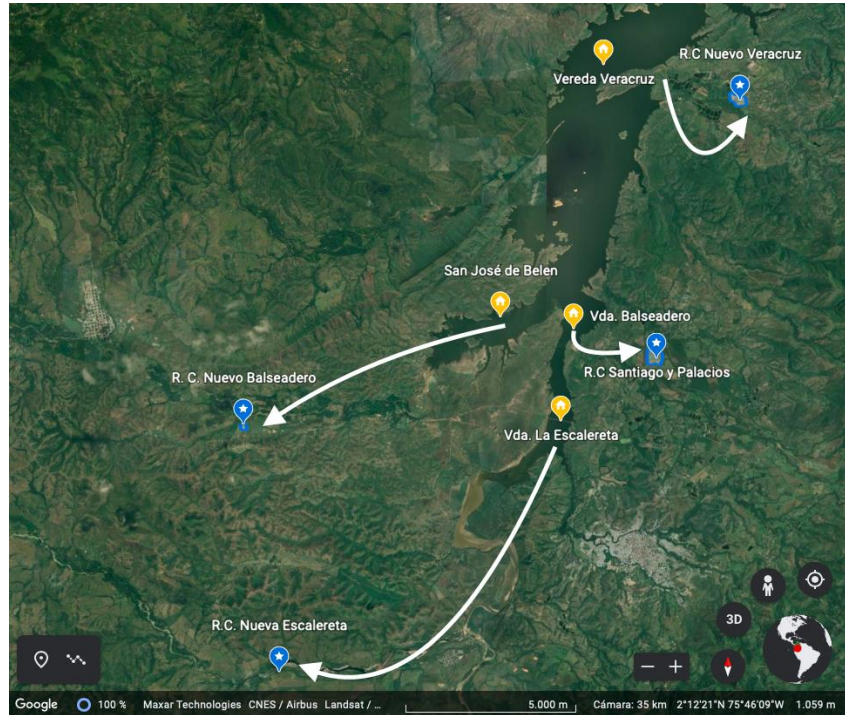 R.C Nuevo Veracruz
Vereda Veracruz
San José de Belen
Vda. Balseadero
R. C. Nuevo Balseadero
R.C Santiago y Palacios
Vda. La Escalereta
R.C. Nueva Escalereta
3D
Google 100 % Maxar Technologies CNES / Airbus Landsat / ... 5.000 m Cámara: 35 km 2°12'21"N 75°46'09"W 1.059 m